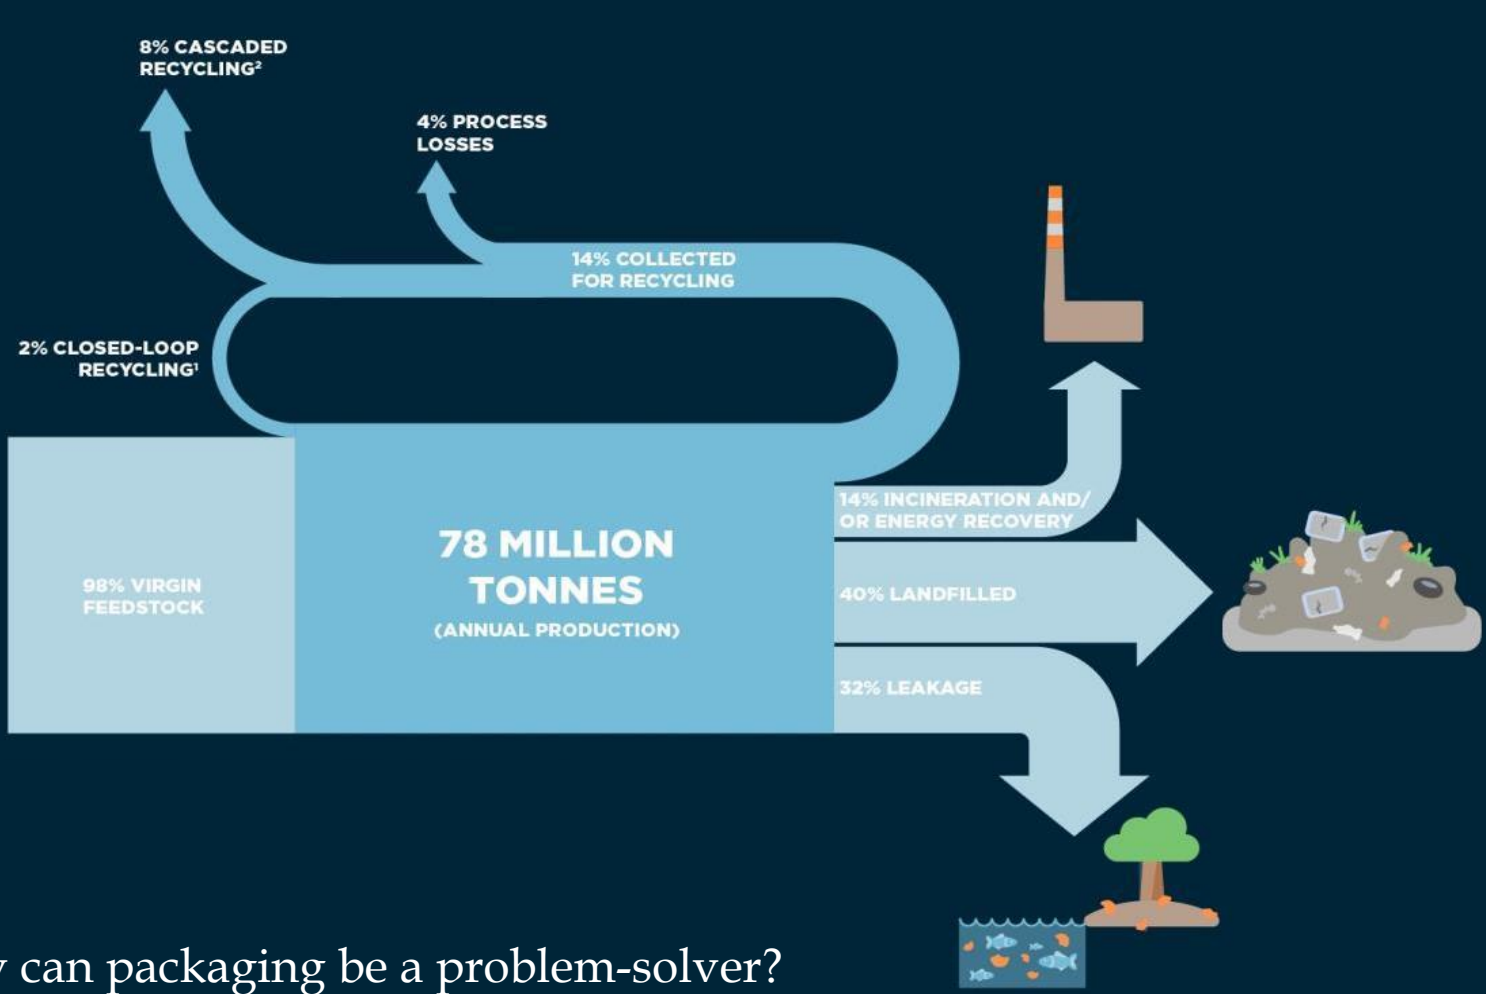 8% CASCADED
RECYCLING²
4% PROCESS
LOSSES
14% COLLECTED
FOR RECYCLING
2% CLOSED-LOOP
RECYCLING¹
98% VIRGIN
FEEDSTOCK
78 MILLION
TONNES
(ANNUAL PRODUCTION)
14% INCINERATION AND/
OR ENERGY RECOVERY
40% LANDFILLED
32% LEAKAGE
can packaging be a problem-solver?